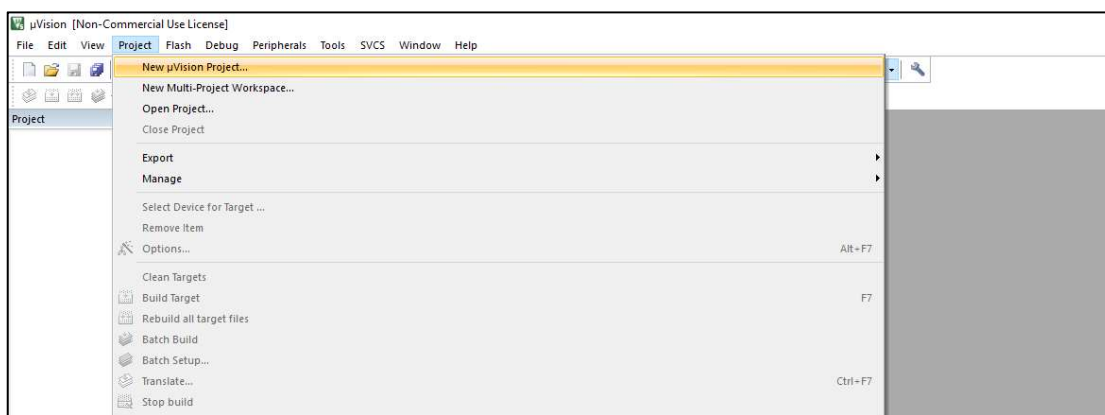 µVision [Non-Commercial Use License]
File Edit View Project Flash Debug Peripherals Tools SVCS Window Help
New µVision Project...
New Multi-Project Workspace...
Project
Open Project...
Close Project
Export
Manage
Select Device for Target ...
Remove Item
Options... Alt+F7
Clean Targets
Build Target F7
Rebuild all target files
Batch Build
Batch Setup...
Translate... Ctrl+F7
Stop build